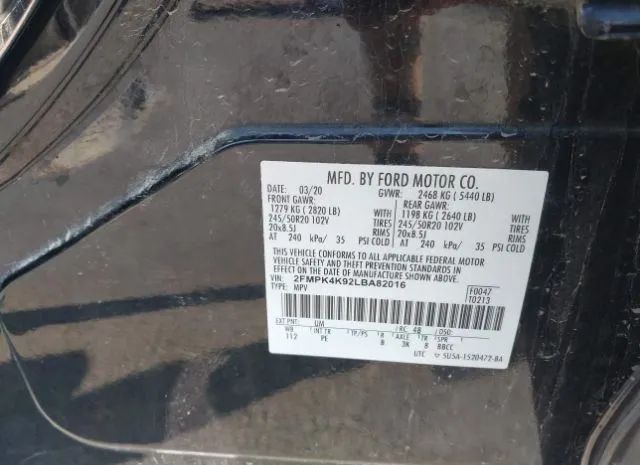 MFD. BY FORD MOTOR CO.
DATE: 03/20 GVWR: 2468 KG ( 5440 LB)
FRONT GAWR: REAR GAWR:
1279 KG ( 2820 LB) WITH 1198 KG ( 2640 LB) WITH
245/50R20 102V TIRES 245/50R20 102V TIRES
20x8.5J RIMS 20x8.5J RIMS
AT 240 kPa/ 35 PSI COLD AT 240 kPa/ 35 PSI COLD
THIS VEHICLE CONFORMS TO ALL APPLICABLE FEDERAL MOTOR
VEHICLE SAFETY AND THEFT PREVENTION STANDARDS IN EFFECT
ON THE DATE OF MANUFACTURE SHOWN ABOVE.
VIN: 2FMPK4K92LBA82016 F0047
TYPE: MPV T0213
EXT PNT: UM RC: 48 DSO:
WB INT TR TP/PS R AXLE TR SPR
112 PE B 3K 8 BBCC
UTC 5U5A-1520472-BA